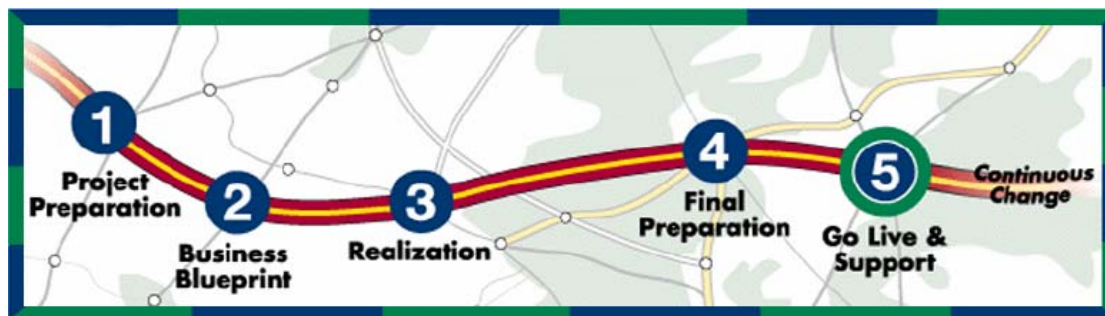 1
Project
Preparation
2
Business
Blueprint
3
Realization
4
Final
Preparation
5
Go Live &
Support
Continuous
Change